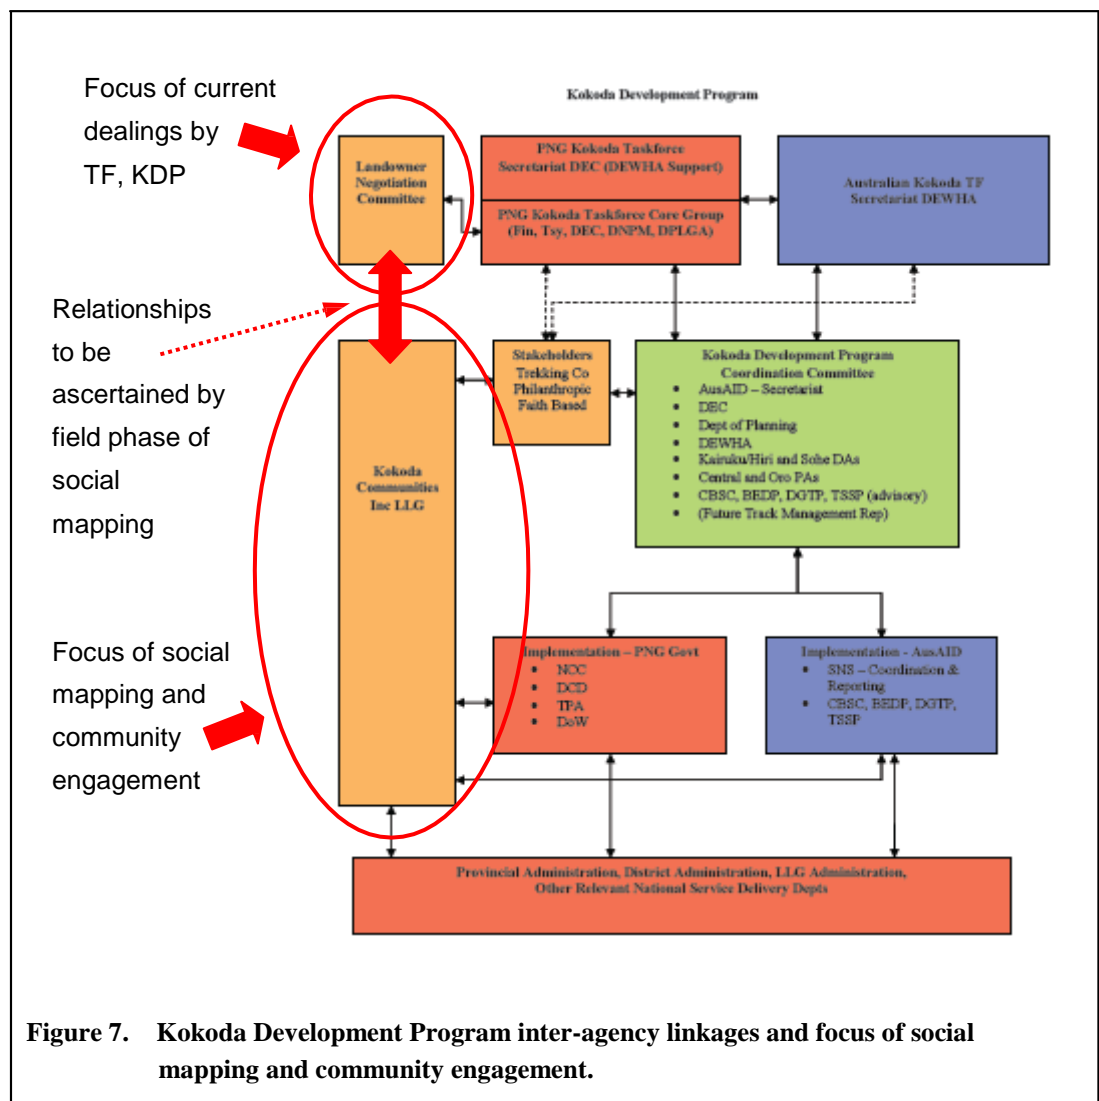 Kokoda Development Program
Focus of current
dealings by
TF, KDP
Landowner
Negotiation
Committee
PNG Kokoda Taskforce
Secretariat DEC (DEWHA Support)
PNG Kokoda Taskforce Core Group
(Fin, Tsy, DEC, DNPM, DPLGA)
Australian Kokoda TF
Secretariat DEWHA
Relationships
to be
ascertained by
field phase of
social
mapping
Stakeholders
Trekking Co
Philanthropic
Faith Based
Kokoda Development Program
Coordination Committee
• AusAID – Secretariat
• DEC
• Dept of Planning
• DEWHA
• Kairuku/Hiri and Sohe DAs
• Central and Oro PAs
• CBSC, BEDP, DGTP, TSSP (advisory)
• (Future Track Management Rep)
Kokoda
Communities
Inc LLG
Focus of social
mapping and
community
engagement
Implementation – PNG Govt
• NCC
• DCD
• TPA
• DoW
Implementation - AusAID
• SNS – Coordination &
Reporting
• CBSC, BEDP, DGTP,
TSSP
Provincial Administration, District Administration, LLG Administration,
Other Relevant National Service Delivery Depts
Figure 7. Kokoda Development Program inter-agency linkages and focus of social
mapping and community engagement.